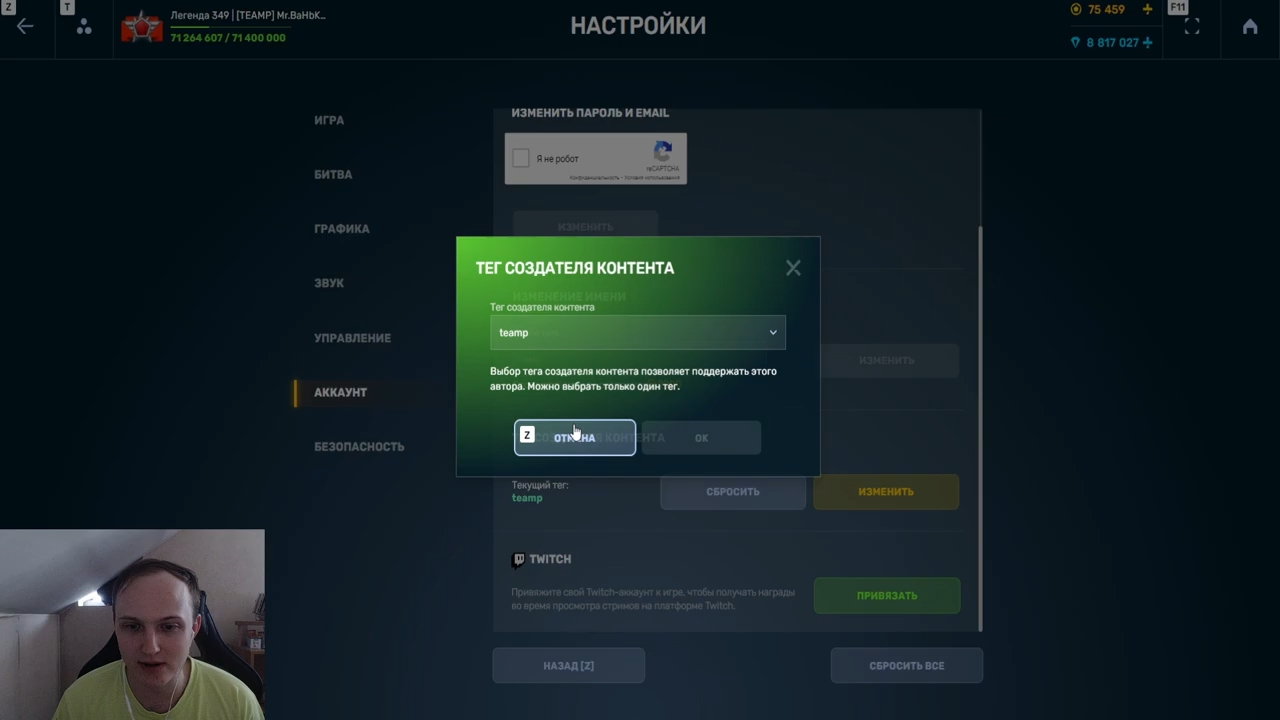 Z
T
Легенда 349 | [TEAMP] Mr.BaHbK...
71 264 607 / 71 400 000
НАСТРОЙКИ
75 459
8 817 027
F11
ИГРА
БИТВА
ГРАФИКА
ЗВУК
УПРАВЛЕНИЕ
АККАУНТ
БЕЗОПАСНОСТЬ
ИЗМЕНИТЬ ПАРОЛЬ И EMAIL
Я не робот
reCAPTCHA
Конфиденциальность - Условия использования
ИЗМЕНИТЬ
ТЕГ СОЗДАТЕЛЯ КОНТЕНТА
ИЗМЕНЕНИЕ ИМЕНИ
Тег создателя контента
teamp
Выбор тега создателя контента позволяет поддержать этого
автора. Можно выбрать только один тег.
ИЗМЕНИТЬ
Z
ОТМЕНА
ОК
Текущий тег:
teamp
СБРОСИТЬ
ИЗМЕНИТЬ
TWITCH
Привяжите свой Twitch-аккаунт к игре, чтобы получать награды
во время просмотра стримов на платформе Twitch.
ПРИВЯЗАТЬ
НАЗАД [Z]
СБРОСИТЬ ВСЕ